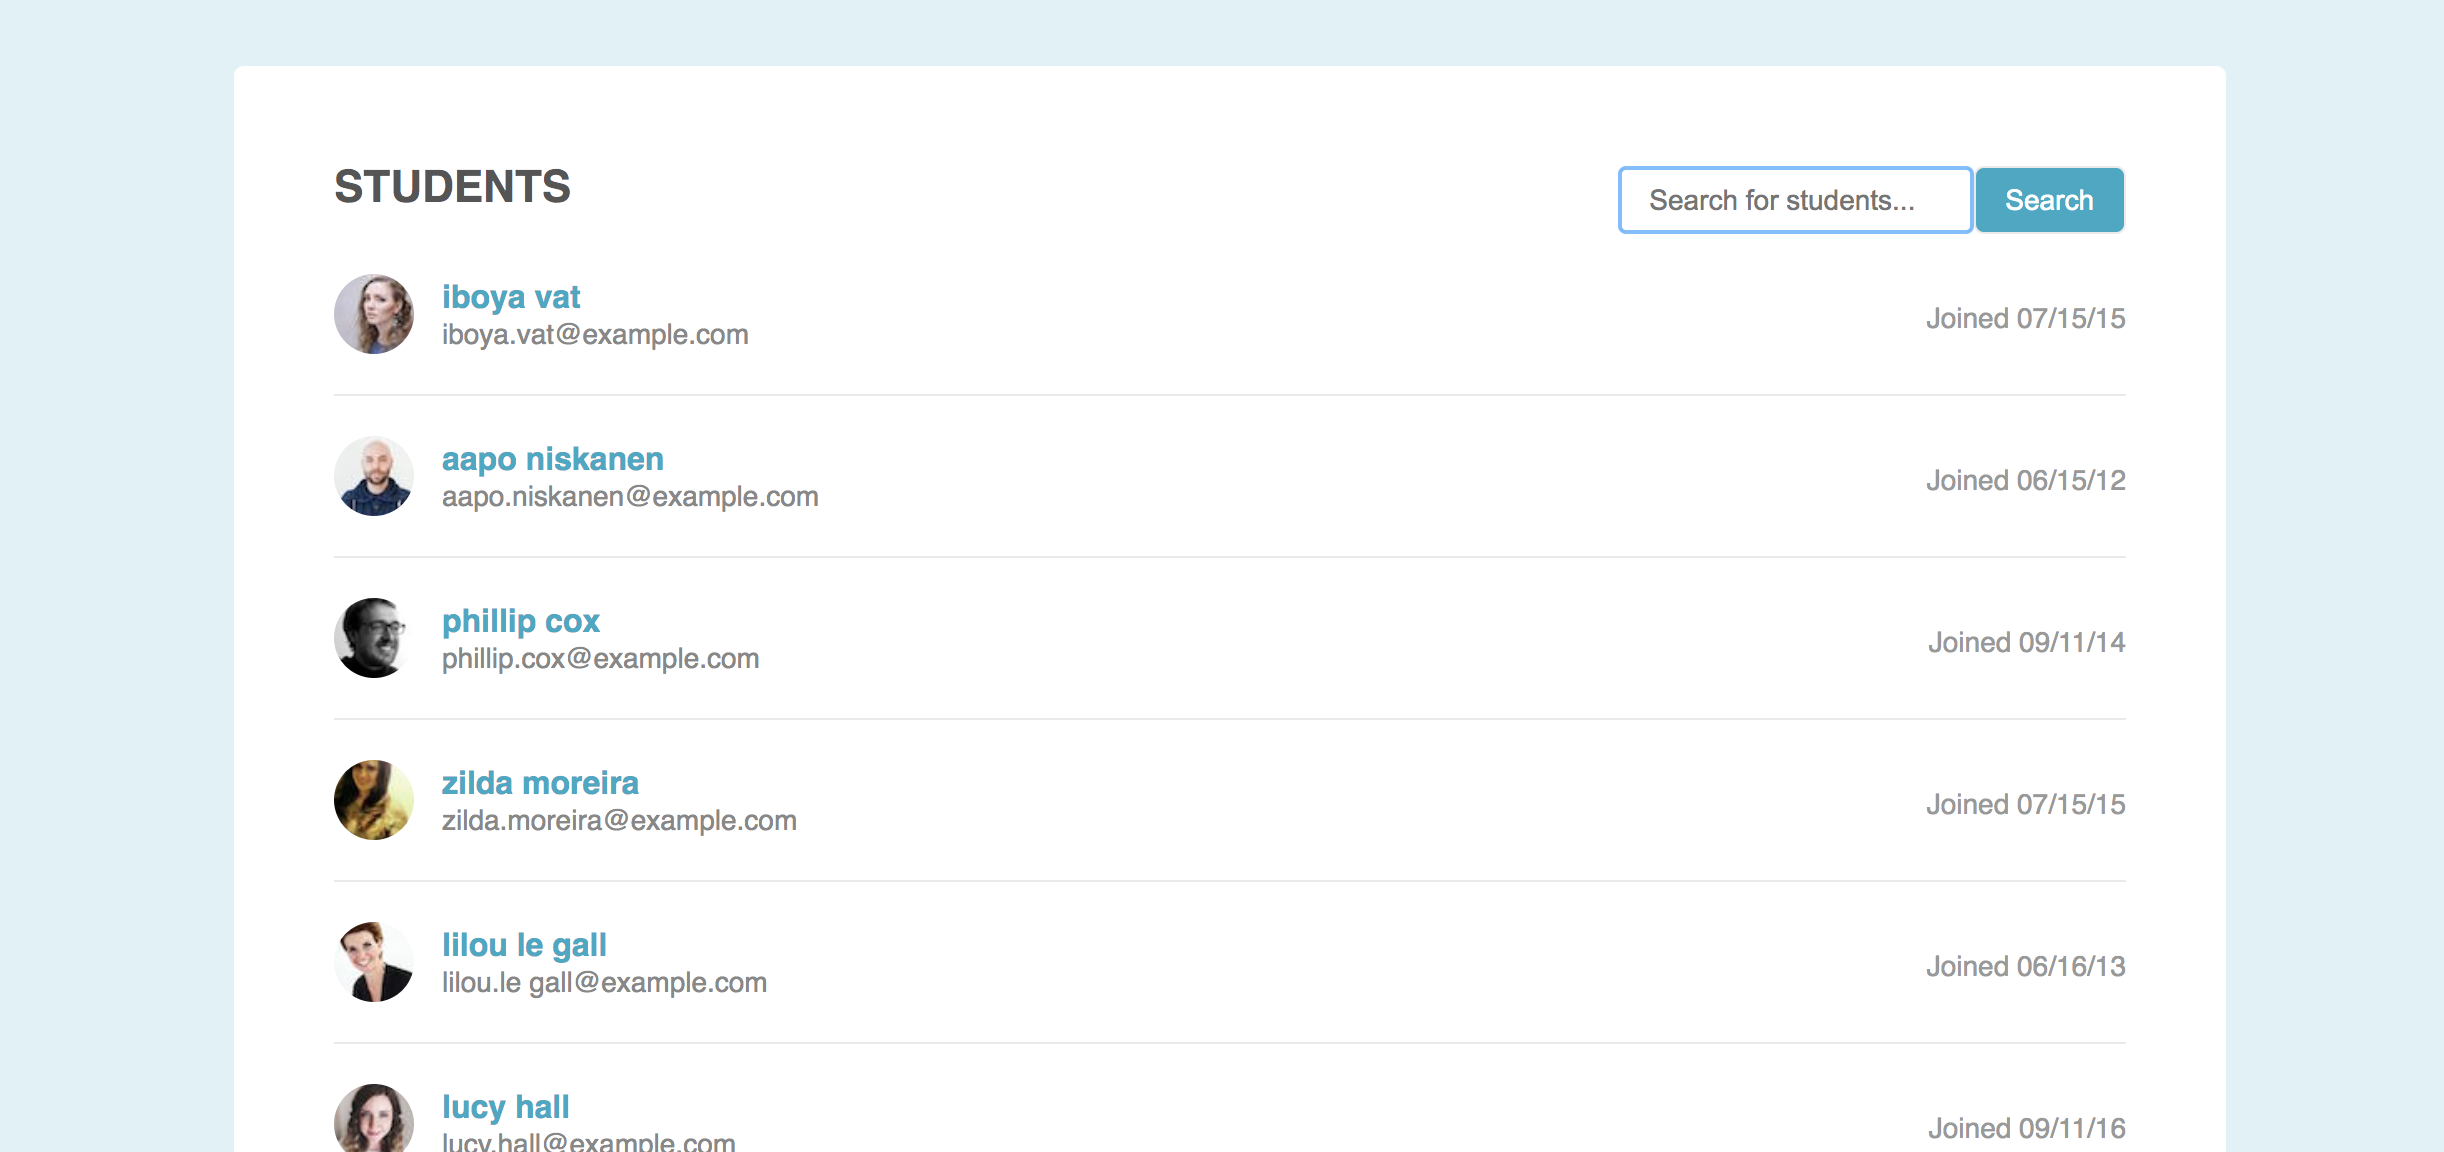 STUDENTS
Search for students...
Search
iboya vat
iboya.vat@example.com
Joined 07/15/15
aapo niskanen
aapo.niskanen@example.com
Joined 06/15/12
phillip cox
phillip.cox@example.com
Joined 09/11/14
zilda moreira
zilda.moreira@example.com
Joined 07/15/15
lilou le gall
lilou.le gall@example.com
Joined 06/16/13
lucy hall
lucy.hall@example.com
Joined 09/11/16